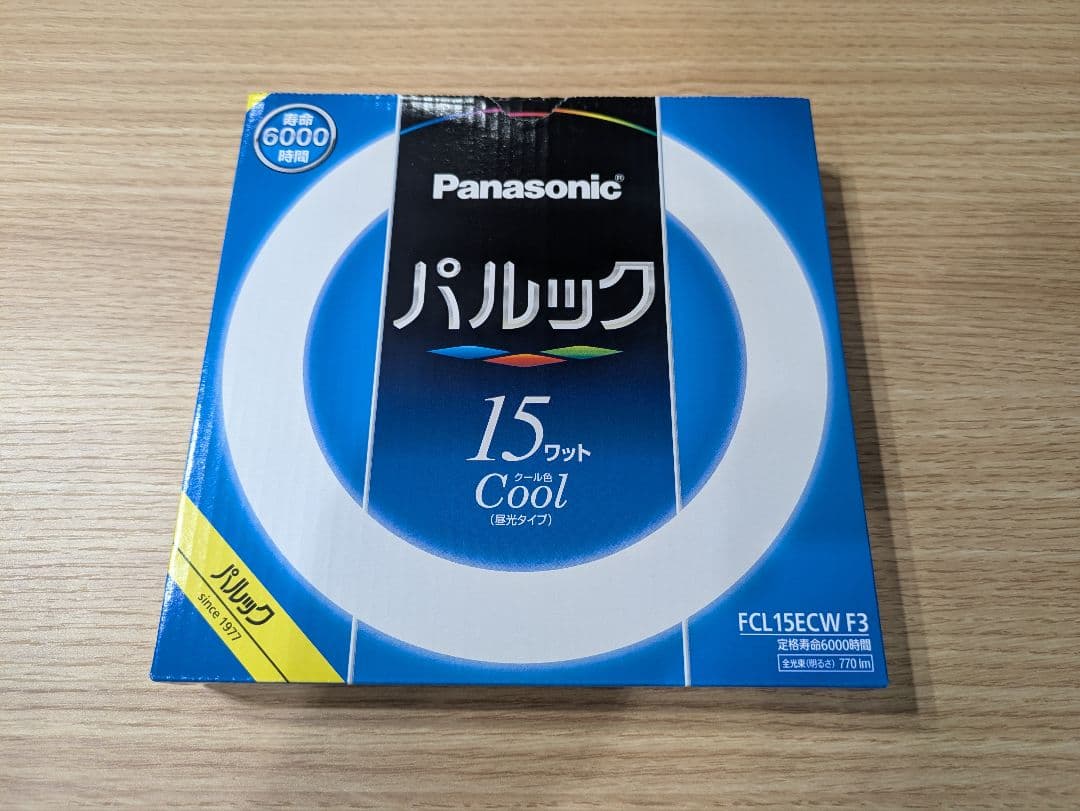 寿命
6000
時間
Panasonic®
パルック
15ワット
クール色
Cool
(昼光タイプ)
パルック
since 1977
FCL15ECW F3
定格寿命6000時間
全光束(明るさ) 770 lm